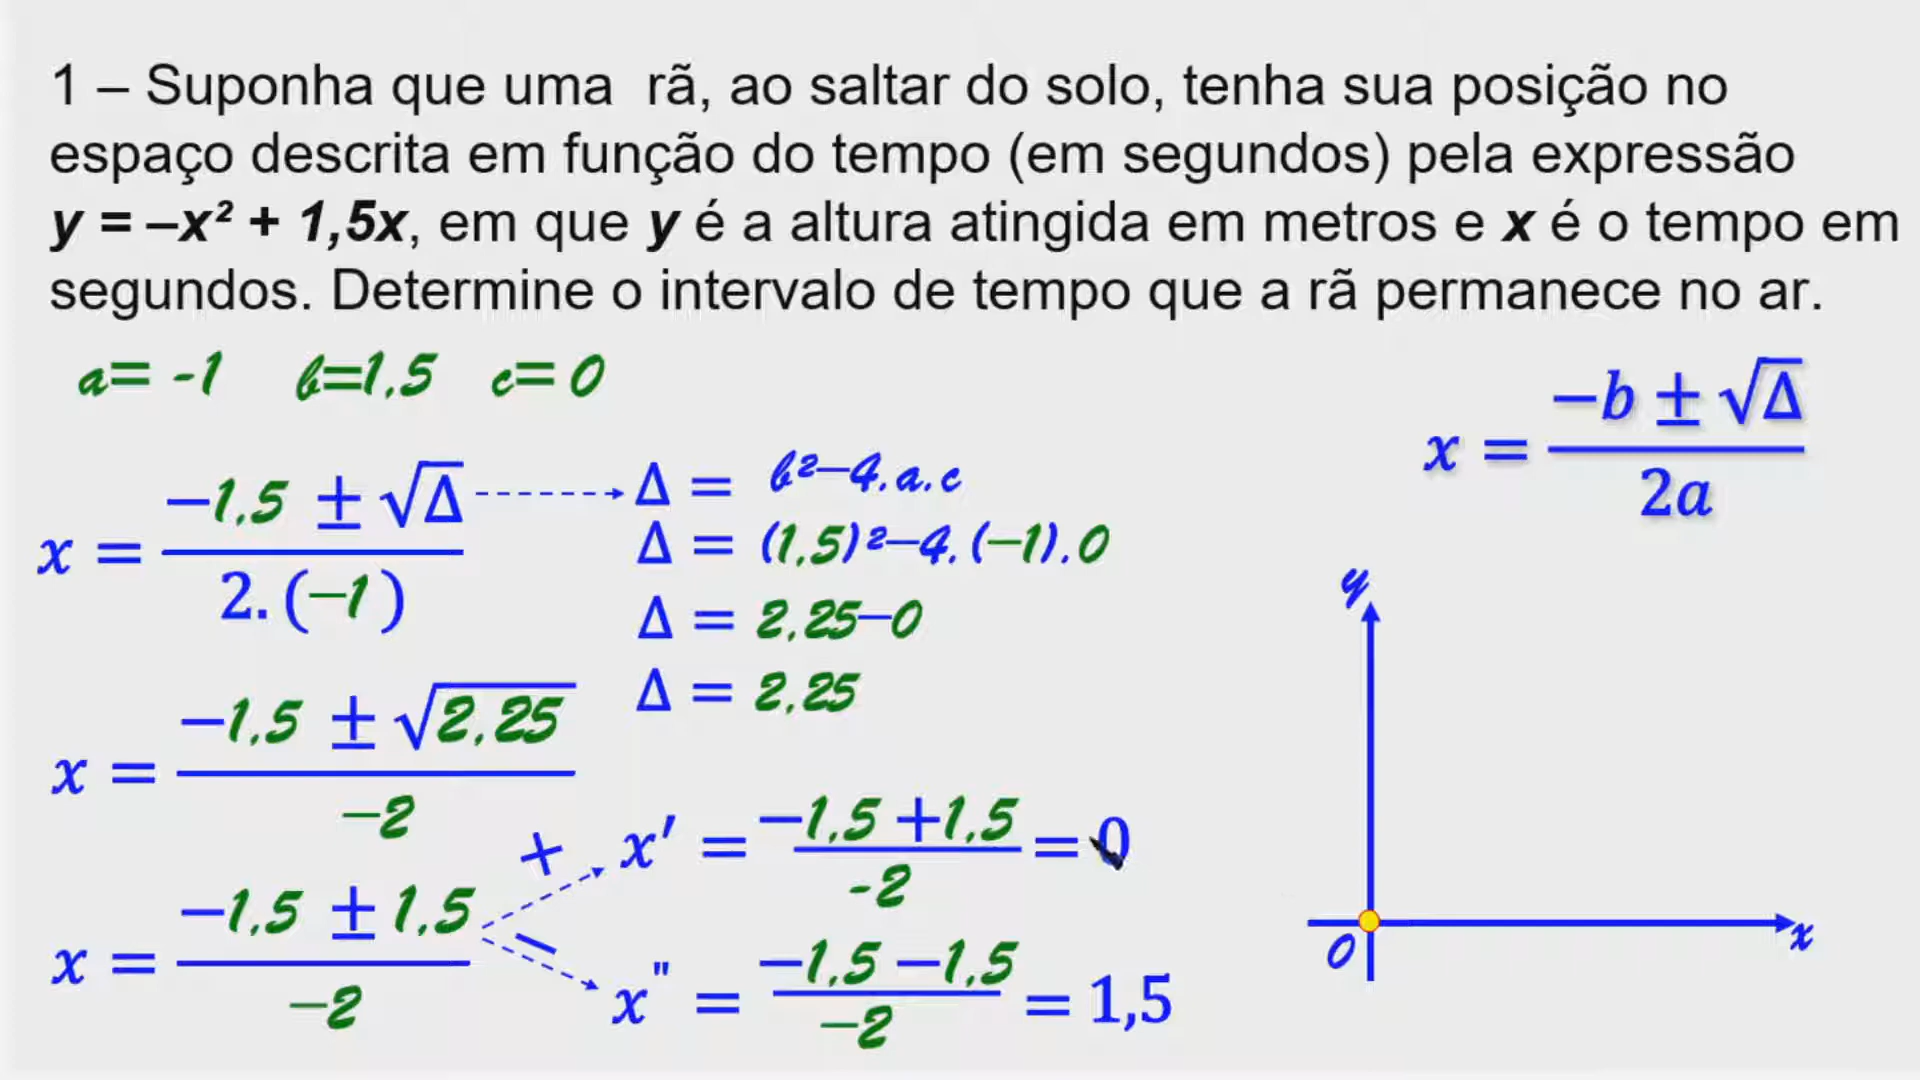 1 – Suponha que uma rã, ao saltar do solo, tenha sua posição no
espaço descrita em função do tempo (em segundos) pela expressão
y = –x² + 1,5x, em que y é a altura atingida em metros e x é o tempo em
segundos. Determine o intervalo de tempo que a rã permanece no ar.
a= -1 b=1,5 c= 0
x = (−b ± √Δ)/2a
x = (−1,5 ± √Δ)/2.(−1)
Δ = b²−4.a.c
Δ = (1,5)²−4.(−1).0
Δ = 2,25−0
Δ = 2,25
x = (−1,5 ± √2,25)/−2
x = (−1,5 ± 1,5)/−2
+ x' = (−1,5 +1,5)/-2 = 0
− x" = (−1,5 −1,5)/−2 = 1,5
y
0
x